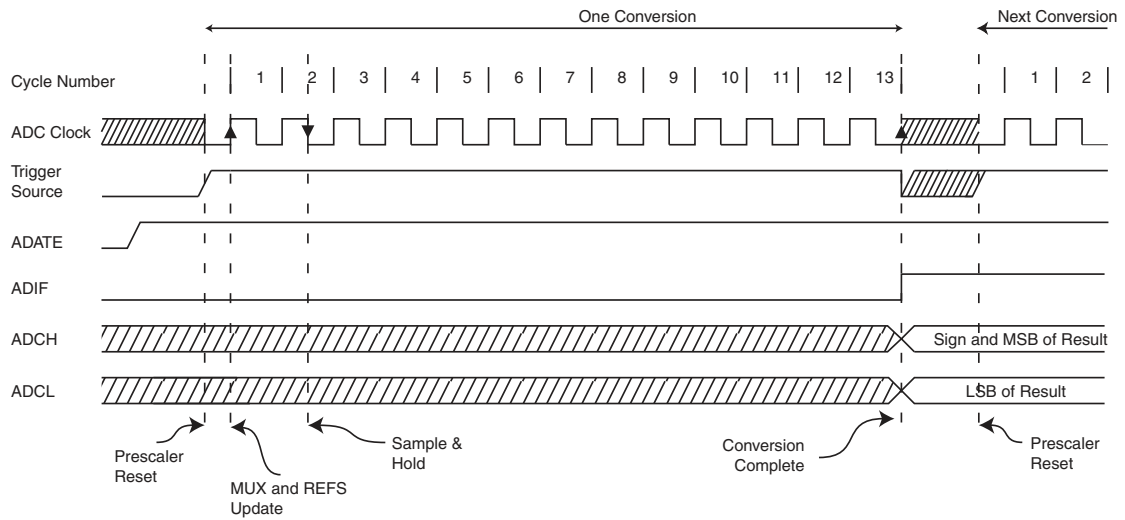 One Conversion
Next Conversion
Cycle Number
1 2 3 4 5 6 7 8 9 10 11 12 13 1 2
ADC Clock
Trigger
Source
ADATE
ADIF
ADCH
Sign and MSB of Result
ADCL
LSB of Result
Prescaler
Reset
MUX and REFS
Update
Sample &
Hold
Conversion
Complete
Prescaler
Reset